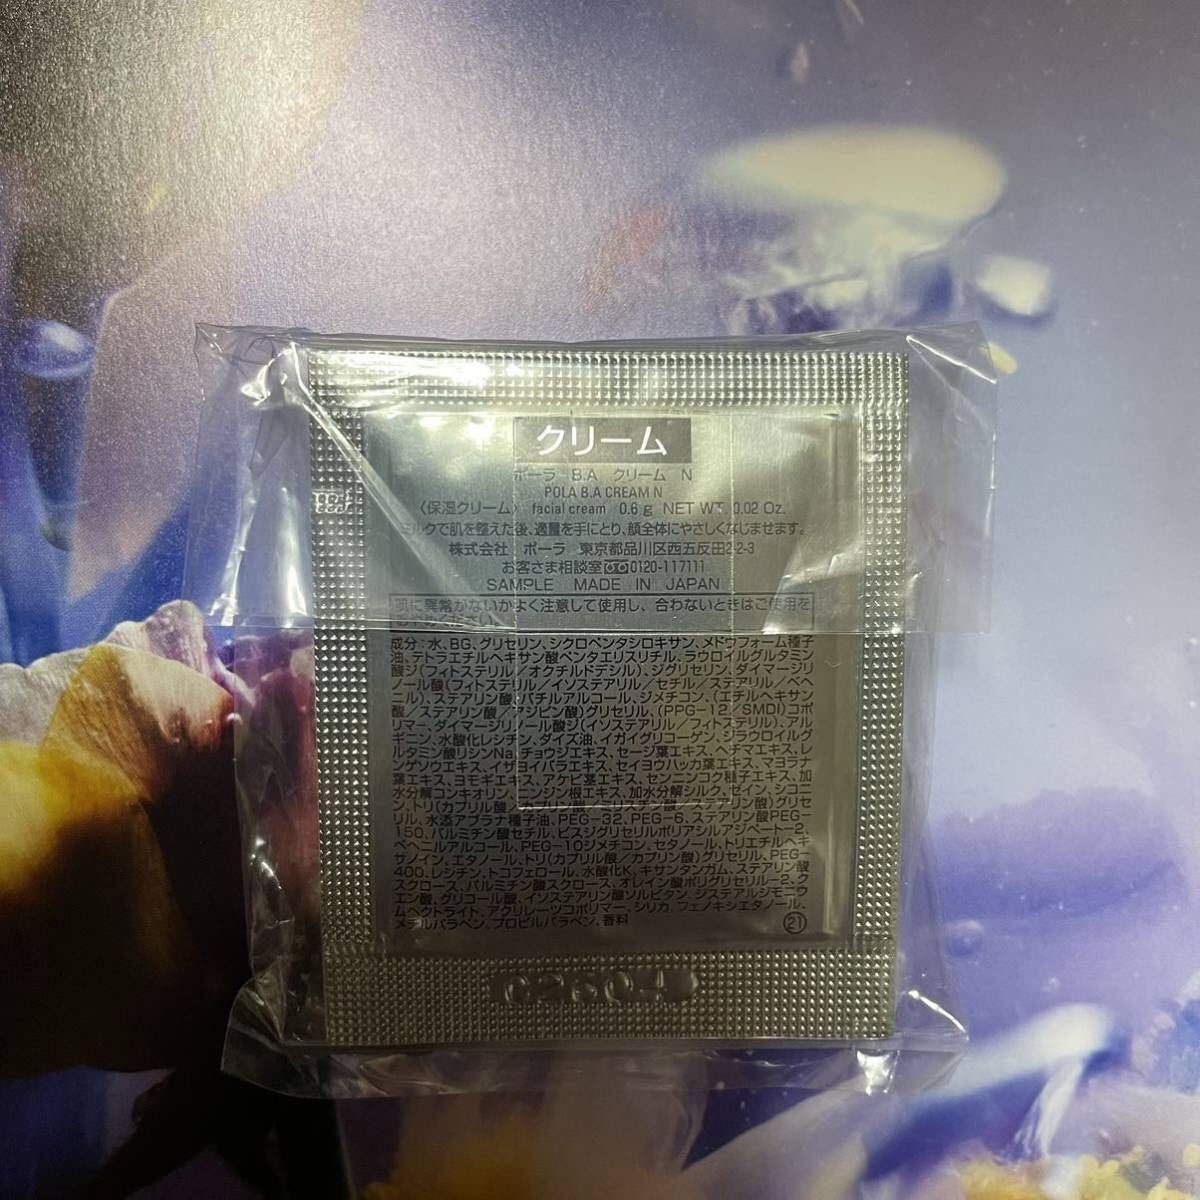 クリーム
ポーラ B.A クリーム N
POLA B.A CREAM N
〈保湿クリーム〉 facial cream 0.6g NET WT. 0.02 Oz.
ミルクで肌を整えた後、適量を手にとり、顔全体にやさしくなじませます。
株式会社 ポーラ 東京都品川区西五反田2-2-3
お客さま相談室 0120-117111
SAMPLE MADE IN JAPAN
肌に異常がないかよく注意して使用し、合わないときはご使用を
成分：水、BG、グリセリン、シクロペンタシロキサン、メドウフォーム種子
油、テトラエチルヘキサン酸ペンタエリスリチル、ラウロイルグルタミン
酸ジ(フィトステリル/オクチルドデシル)、ジグリセリン、ダイマージリ
ノール酸(フィトステリル/イソステアリル/セチル/ステアリル/ベヘ
ニル)、ステアリン酸、バチルアルコール、ジメチコン、(エチルヘキサン
酸/ステアリン酸/アジピン酸)グリセリル、(PPG-12/SMDI)コポ
リマー、ダイマージリノール酸ジ(イソステアリル/フィトステリル)、アル
ギニン、水酸化レシチン、ダイズ油、イガイグリコーゲン、ジラウロイルグ
ルタミン酸リシンNa、チョウジエキス、セージ葉エキス、ヘチマエキス、レ
ンゲソウエキス、イザヨイバラエキス、セイヨウハッカ葉エキス、マヨラナ
葉エキス、ヨモギエキス、アケビ茎エキス、センニンコク種子エキス、加
水分解コンキオリン、ニンジン根エキス、加水分解シルク、ゼイン、シコニ
ン、トリ(カプリル酸/カプリン酸/ミリスチン酸/ステアリン酸)グリセ
リル、水添アブラナ種子油、PEG-32、PEG-6、ステアリン酸PEG-
150、パルミチン酸セチル、ビスジグリセリルポリアシルアジペート-2、
ベヘニルアルコール、PEG-10ジメチコン、セタノール、トリエチルヘキ
サノイン、エタノール、トリ(カプリル酸/カプリン酸)グリセリル、PEG-
400、レシチン、トコフェロール、水酸化K、キサンタンガム、ステアリン酸
スクロース、パルミチン酸スクロース、オレイン酸ポリグリセリル-2、ク
エン酸、グリコール酸、イソステアリン酸ソルビタン、ジステアルジモニウ
ムヘクトライト、アクリレーツコポリマー、シリカ、フェノキシエタノール、
メチルパラベン、プロピルパラベン、香料
21
02604